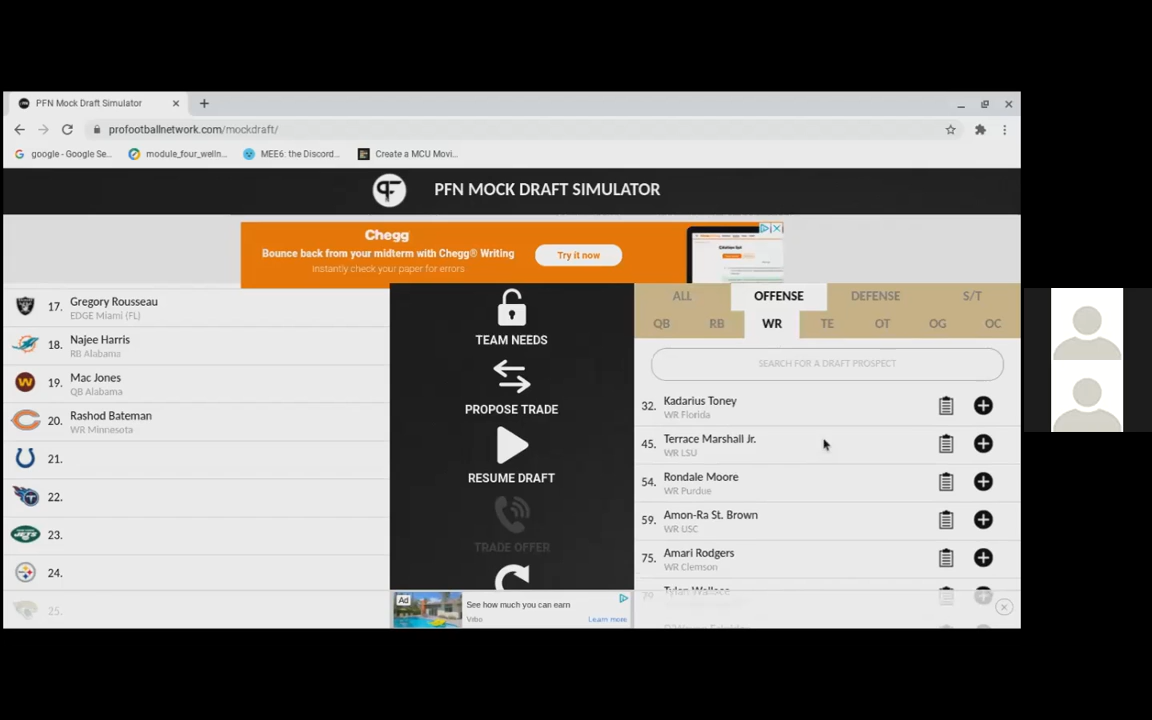 PFN Mock Draft Simulator
profootballnetwork.com/mockdraft/
google - Google Se...
module_four_welln...
MEE6: the Discord...
Create a MCU Movi...
PFN MOCK DRAFT SIMULATOR
Chegg
Bounce back from your midterm with Chegg® Writing
Instantly check your paper for errors
Try it now
17. Gregory Rousseau
EDGE Miami (FL)
18. Najee Harris
RB Alabama
19. Mac Jones
QB Alabama
20. Rashod Bateman
WR Minnesota
21.
22.
23.
24.
25.
TEAM NEEDS
PROPOSE TRADE
RESUME DRAFT
TRADE OFFER
Ad
See how much you can earn
Vrbo
Learn more
ALL OFFENSE DEFENSE S/T
QB RB WR TE OT OG OC
SEARCH FOR A DRAFT PROSPECT
32. Kadarius Toney
WR Florida
45. Terrace Marshall Jr.
WR LSU
54. Rondale Moore
WR Purdue
59. Amon-Ra St. Brown
WR USC
75. Amari Rodgers
WR Clemson
79. Tylan Wallace